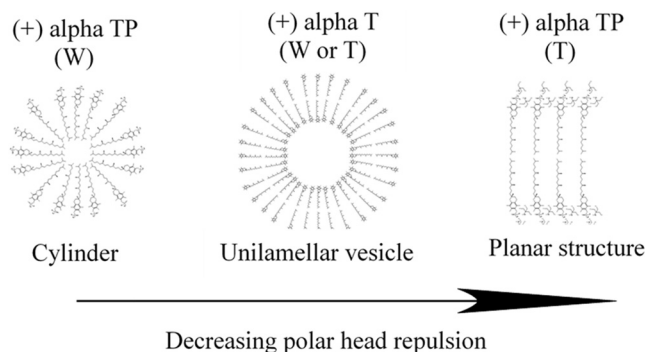 (+) alpha TP
(W)
(+) alpha T
(W or T)
(+) alpha TP
(T)
Cylinder
Unilamellar vesicle
Planar structure
Decreasing polar head repulsion